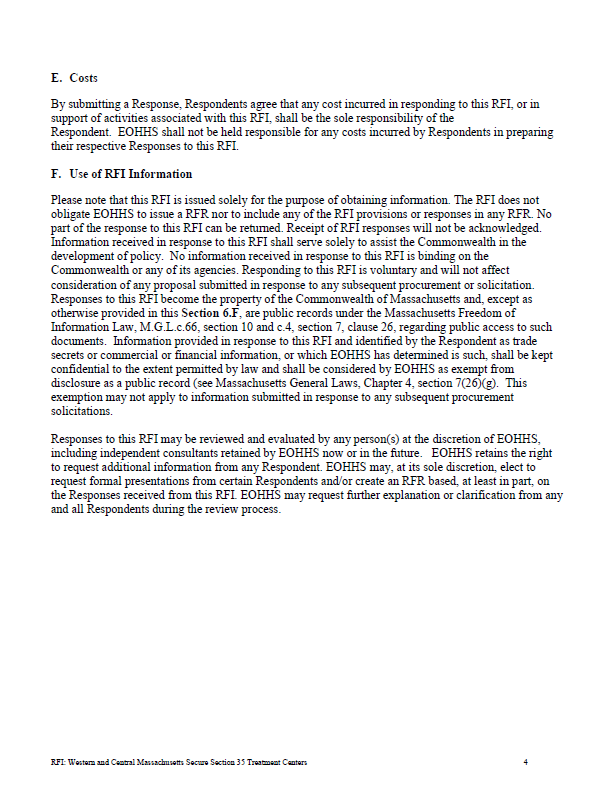 E. Costs
By submitting a Response, Respondents agree that any cost incurred in responding to this RFI, or in
support of activities associated with this RFI, shall be the sole responsibility of the
Respondent. EOHHS shall not be held responsible for any costs incurred by Respondents in preparing
their respective Responses to this RFI.
F. Use of RFI Information
Please note that this RFI is issued solely for the purpose of obtaining information. The RFI does not
obligate EOHHS to issue a RFR nor to include any of the RFI provisions or responses in any RFR. No
part of the response to this RFI can be returned. Receipt of RFI responses will not be acknowledged.
Information received in response to this RFI shall serve solely to assist the Commonwealth in the
development of policy. No information received in response to this RFI is binding on the
Commonwealth or any of its agencies. Responding to this RFI is voluntary and will not affect
consideration of any proposal submitted in response to any subsequent procurement or solicitation.
Responses to this RFI become the property of the Commonwealth of Massachusetts and, except as
otherwise provided in this Section 6.F, are public records under the Massachusetts Freedom of
Information Law, M.G.L.c.66, section 10 and c.4, section 7, clause 26, regarding public access to such
documents. Information provided in response to this RFI and identified by the Respondent as trade
secrets or commercial or financial information, or which EOHHS has determined is such, shall be kept
confidential to the extent permitted by law and shall be considered by EOHHS as exempt from
disclosure as a public record (see Massachusetts General Laws, Chapter 4, section 7(26)(g). This
exemption may not apply to information submitted in response to any subsequent procurement
solicitations.
Responses to this RFI may be reviewed and evaluated by any person(s) at the discretion of EOHHS,
including independent consultants retained by EOHHS now or in the future. EOHHS retains the right
to request additional information from any Respondent. EOHHS may, at its sole discretion, elect to
request formal presentations from certain Respondents and/or create an RFR based, at least in part, on
the Responses received from this RFI. EOHHS may request further explanation or clarification from any
and all Respondents during the review process.
RFI: Western and Central Massachusetts Secure Section 35 Treatment Centers 4